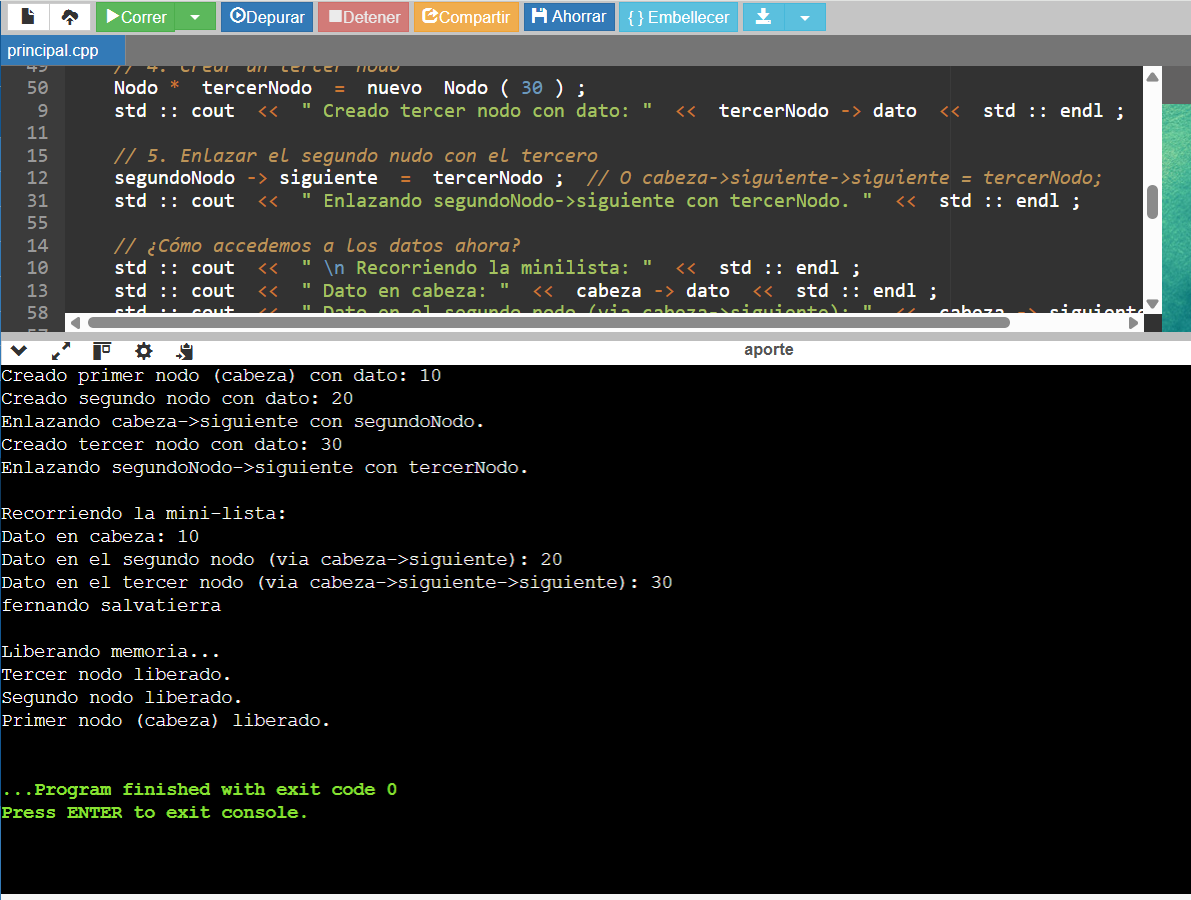 Correr Depurar Detener Compartir Ahorrar { } Embellecer
principal.cpp
49 // 4. Crear un tercer nodo
50 Nodo * tercerNodo = nuevo Nodo ( 30 ) ;
9 std :: cout << " Creado tercer nodo con dato: " << tercerNodo -> dato << std :: endl ;
11
15 // 5. Enlazar el segundo nudo con el tercero
12 segundoNodo -> siguiente = tercerNodo ; // O cabeza->siguiente->siguiente = tercerNodo;
31 std :: cout << " Enlazando segundoNodo->siguiente con tercerNodo. " << std :: endl ;
55
14 // ¿Cómo accedemos a los datos ahora?
10 std :: cout << " \n Recorriendo la minilista: " << std :: endl ;
13 std :: cout << " Dato en cabeza: " << cabeza -> dato << std :: endl ;
58 std :: cout << " Dato en el segundo nodo (via cabeza->siguiente): " << cabeza -> siguiente
57
aporte
Creado primer nodo (cabeza) con dato: 10
Creado segundo nodo con dato: 20
Enlazando cabeza->siguiente con segundoNodo.
Creado tercer nodo con dato: 30
Enlazando segundoNodo->siguiente con tercerNodo.
Recorriendo la mini-lista:
Dato en cabeza: 10
Dato en el segundo nodo (via cabeza->siguiente): 20
Dato en el tercer nodo (via cabeza->siguiente->siguiente): 30
fernando salvatierra
Liberando memoria...
Tercer nodo liberado.
Segundo nodo liberado.
Primer nodo (cabeza) liberado.
...Program finished with exit code 0
Press ENTER to exit console.